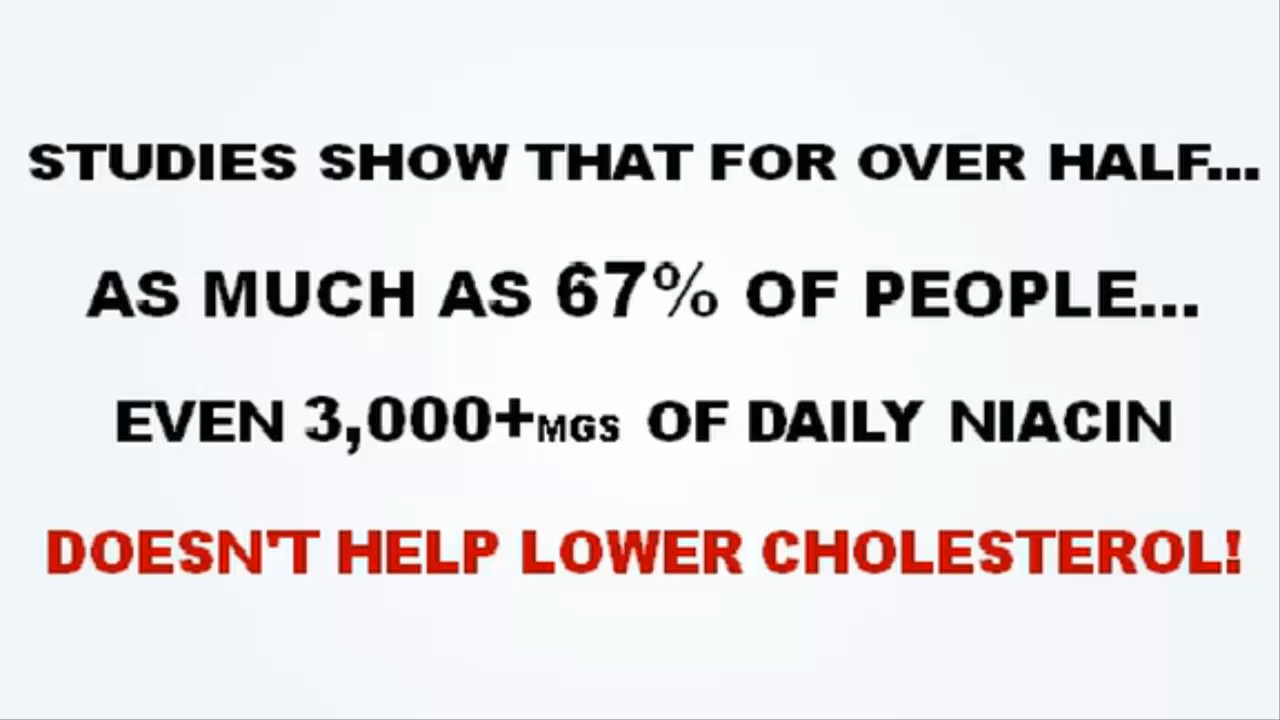 STUDIES SHOW THAT FOR OVER HALF...
AS MUCH AS 67% OF PEOPLE...
EVEN 3,000+MGS OF DAILY NIACIN
DOESN'T HELP LOWER CHOLESTEROL!